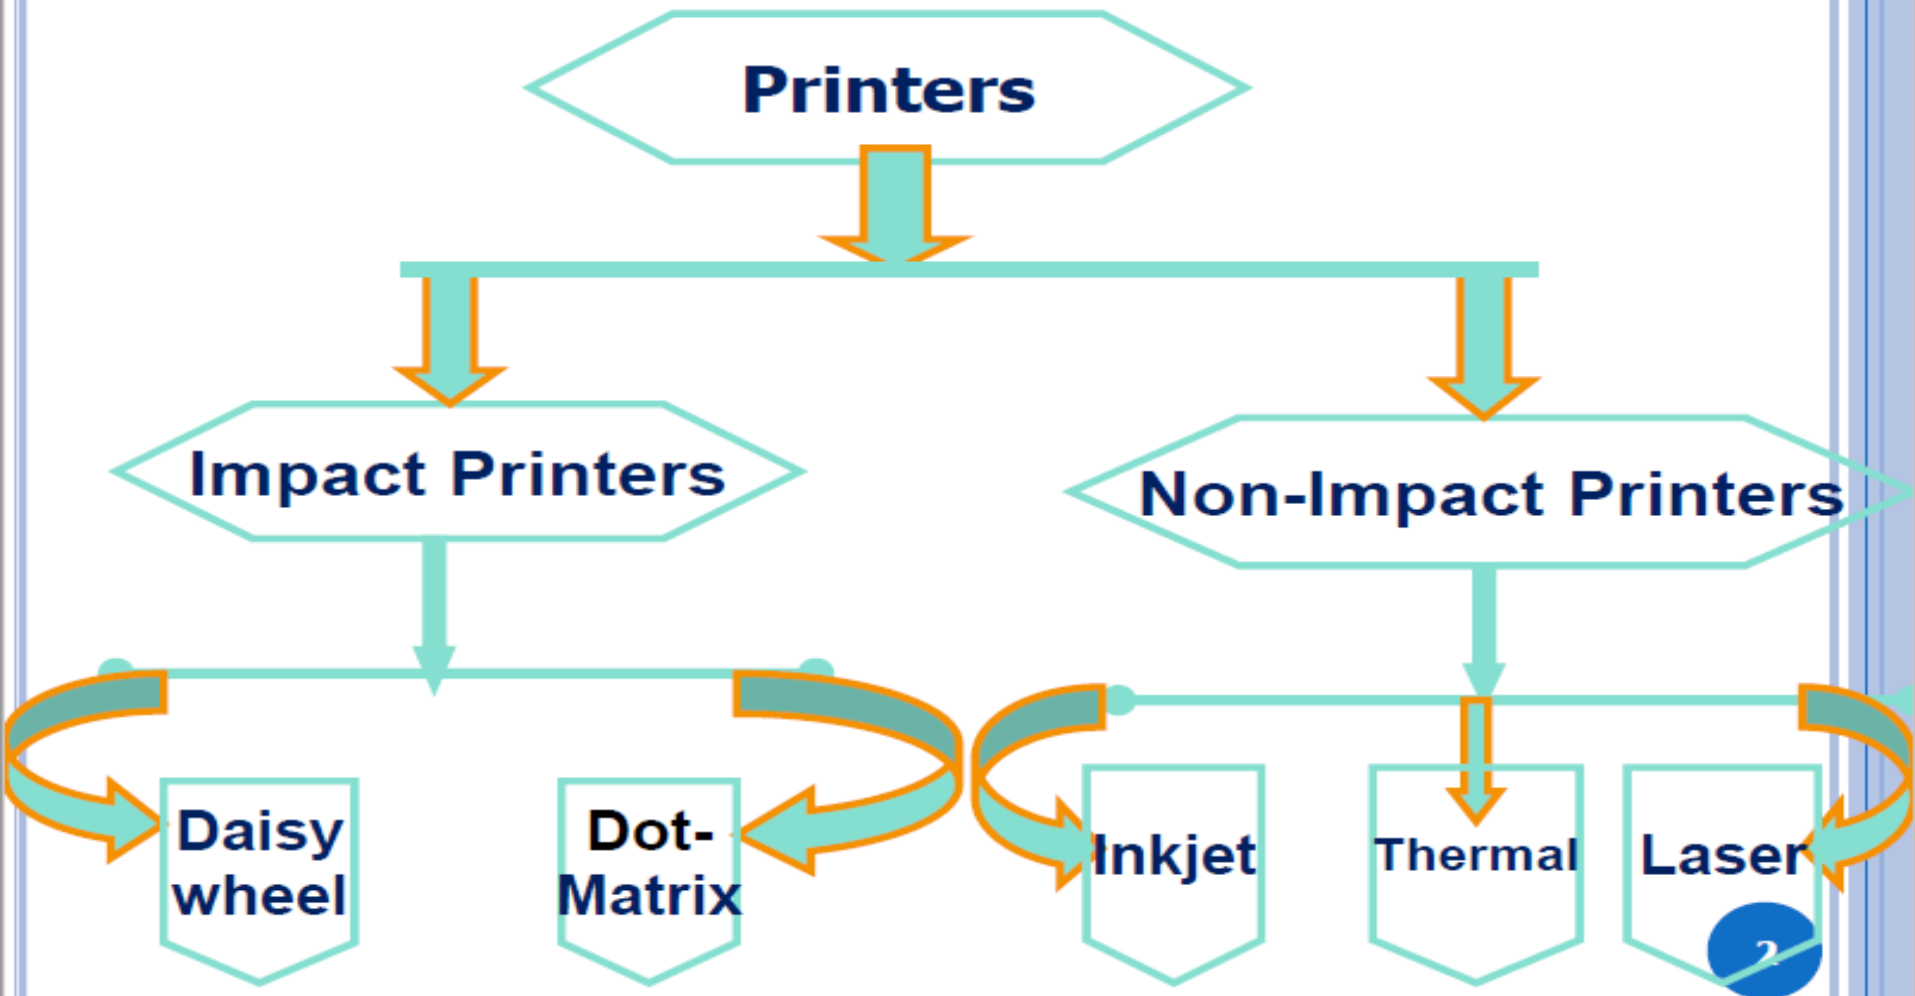 Printers
Impact Printers
Non-Impact Printers
Daisy
wheel
Dot-
Matrix
Inkjet
Thermal
Laser
2